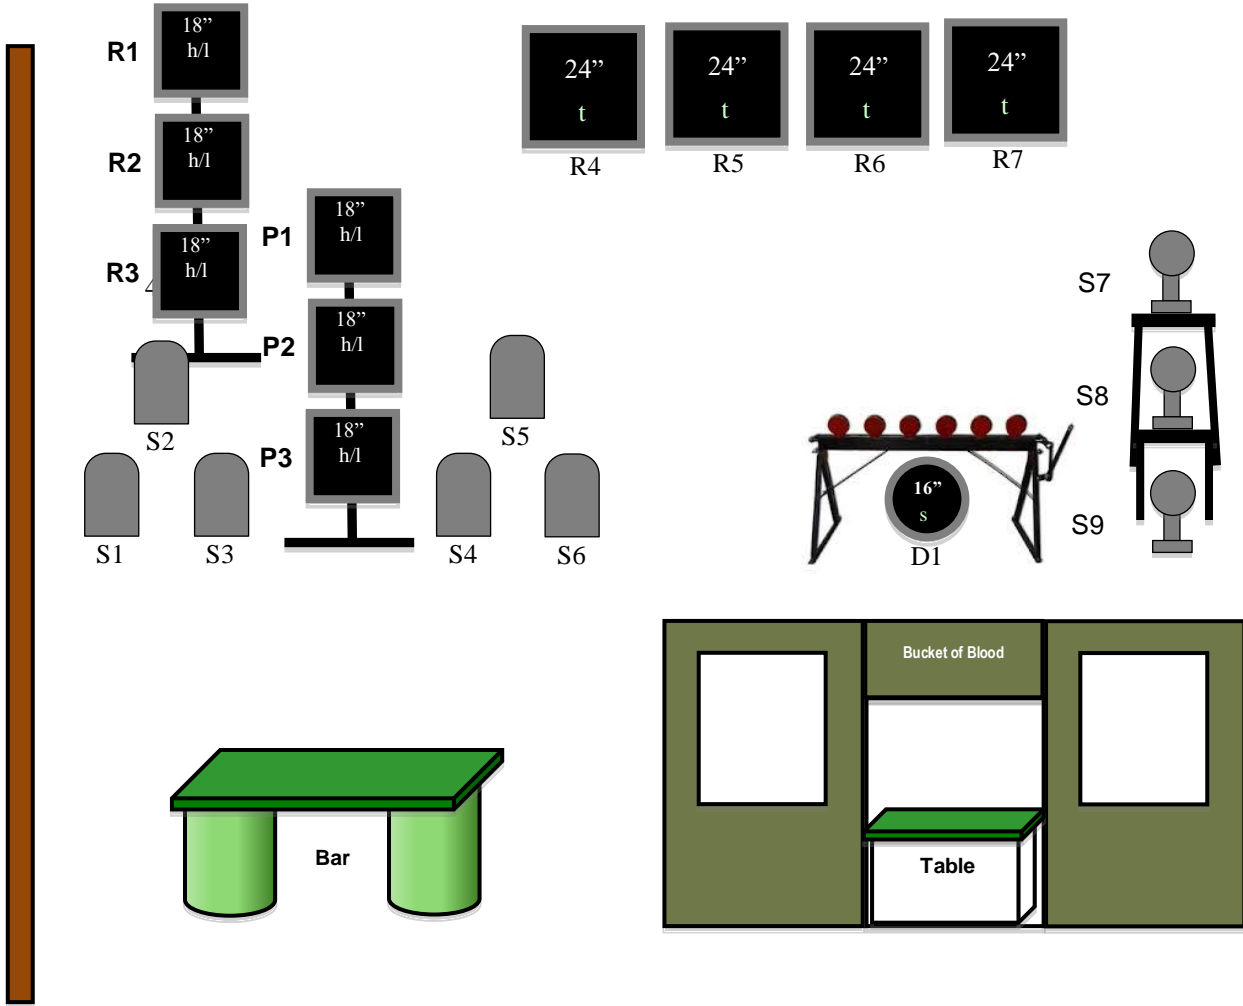 18”
h/l
R1
18”
h/l
R2
18”
h/l
R3
18”
h/l
P1
18”
h/l
P2
18”
h/l
P3
24”
t
R4
24”
t
R5
24”
t
R6
24”
t
R7
S2
S1
S3
S5
S4
S6
16”
s
D1
S7
S8
S9
Bucket of Blood
Bar
Table